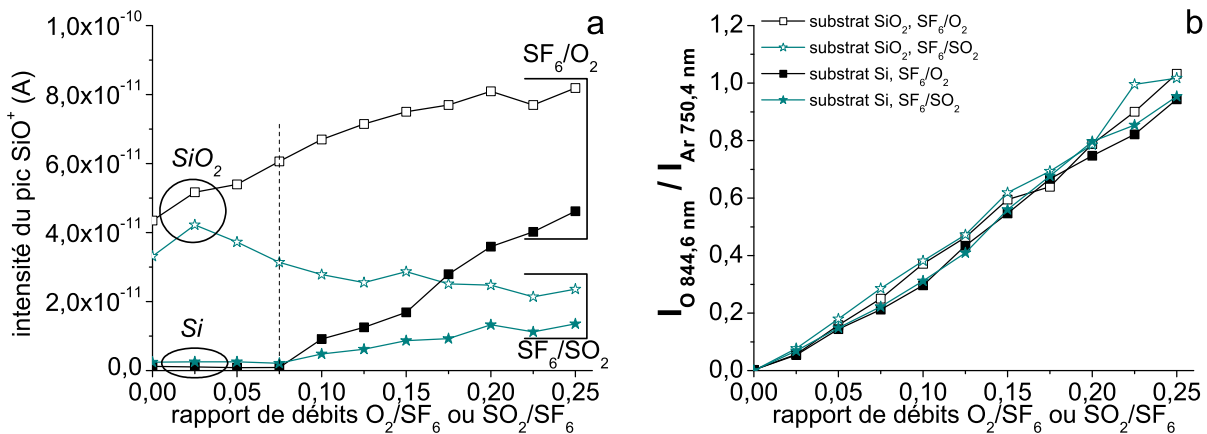 a
intensité du pic SiO⁺ (A)
1,0x10⁻¹⁰
8,0x10⁻¹¹
6,0x10⁻¹¹
4,0x10⁻¹¹
2,0x10⁻¹¹
0,0
SF₆/O₂
SiO₂
Si
SF₆/SO₂
0,00 0,05 0,10 0,15 0,20 0,25
rapport de débits O₂/SF₆ ou SO₂/SF₆
b
I O 844,6 nm / I Ar 750,4 nm
1,2
1,0
0,8
0,6
0,4
0,2
0,0
substrat SiO₂, SF₆/O₂
substrat SiO₂, SF₆/SO₂
substrat Si, SF₆/O₂
substrat Si, SF₆/SO₂
0,00 0,05 0,10 0,15 0,20 0,25
rapport de débits O₂/SF₆ ou SO₂/SF₆